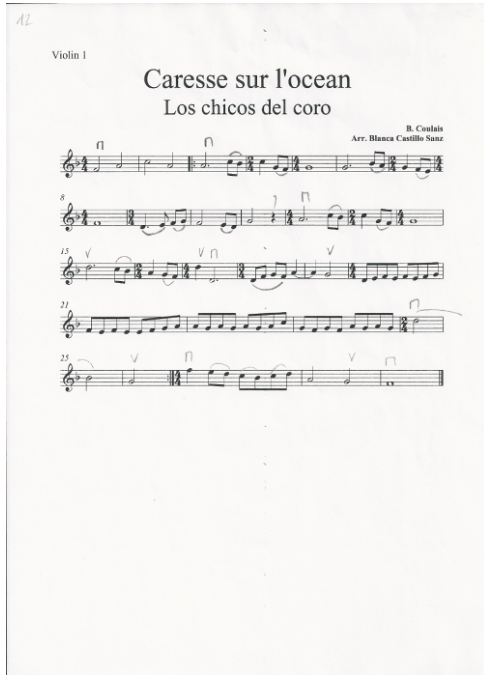 12
Violin 1
Caresse sur l'ocean
Los chicos del coro
B. Coulais
Arr. Blanca Castillo Sanz
8
15
21
25